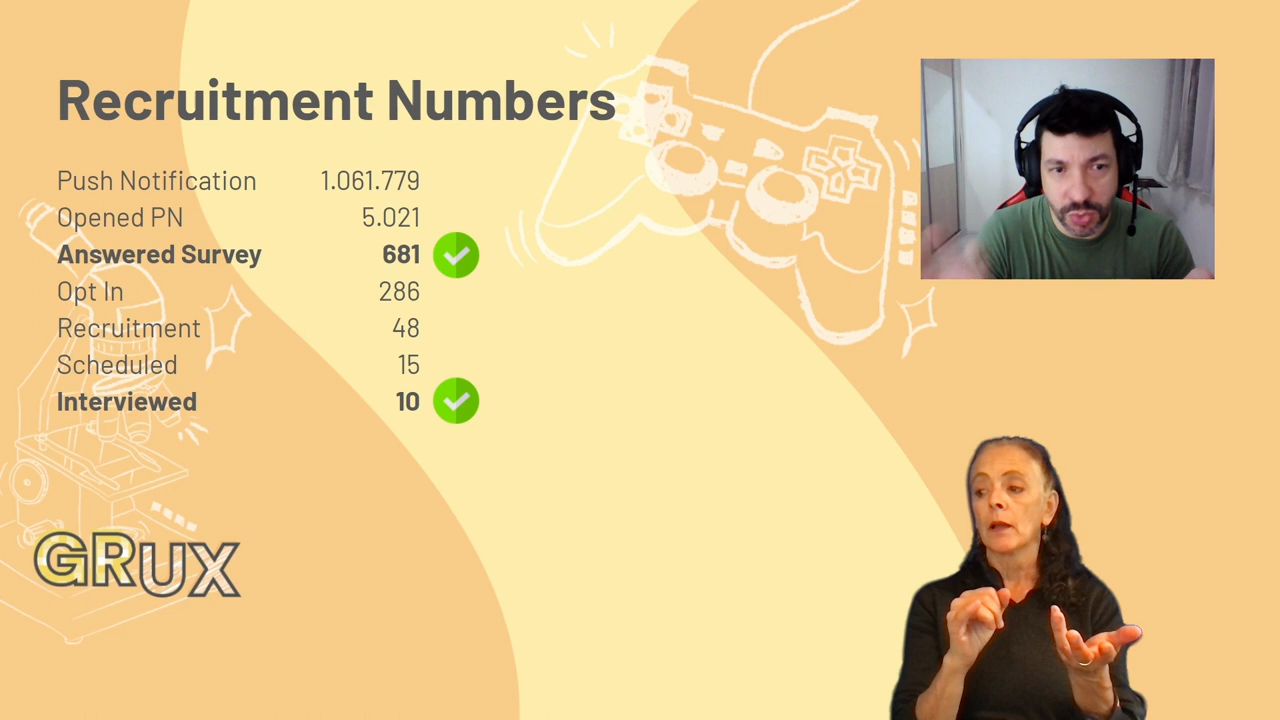 Recruitment Numbers
Push Notification 1.061.779
Opened PN 5.021
Answered Survey 681
Opt In 286
Recruitment 48
Scheduled 15
Interviewed 10
GRUX